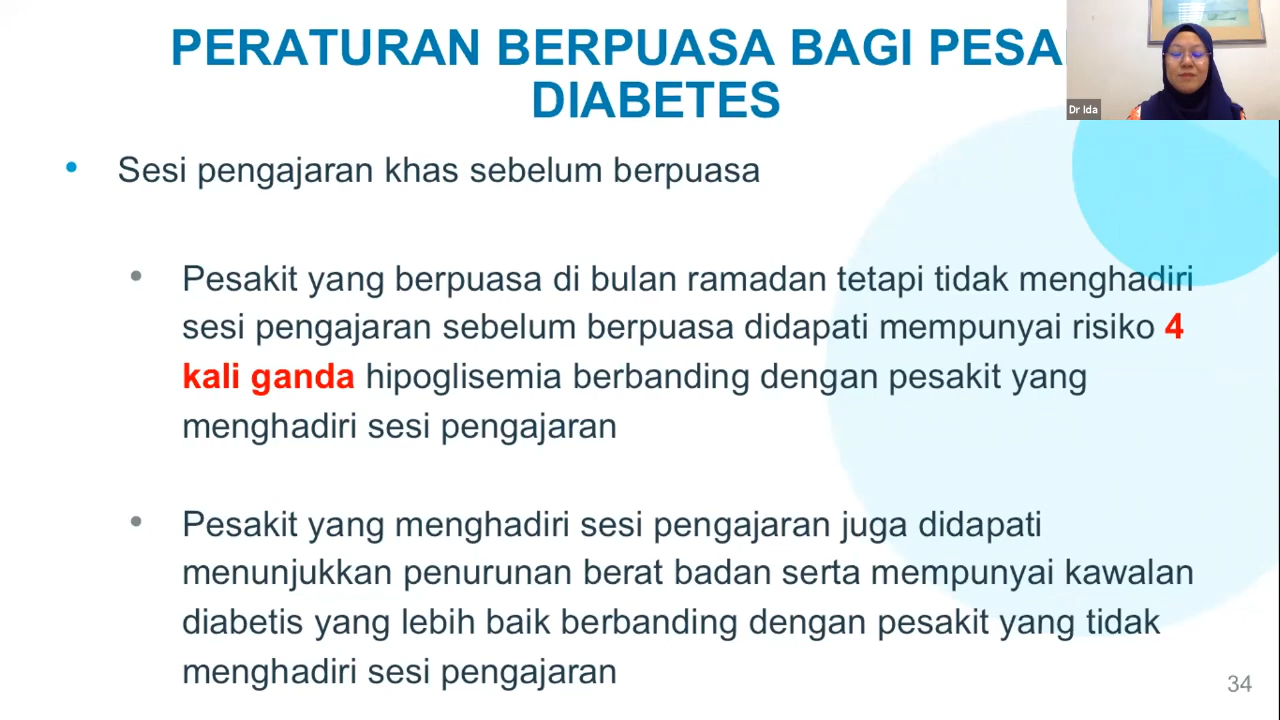 PERATURAN BERPUASA BAGI
DIABETES
Dr Ida
• Sesi pengajaran khas sebelum berpuasa
• Pesakit yang berpuasa di bulan ramadan tetapi tidak menghadiri
sesi pengajaran sebelum berpuasa didapati mempunyai risiko 4
kali ganda hipoglisemia berbanding dengan pesakit yang
menghadiri sesi pengajaran
• Pesakit yang menghadiri sesi pengajaran juga didapati
menunjukkan penurunan berat badan serta mempunyai kawalan
diabetis yang lebih baik berbanding dengan pesakit yang tidak
menghadiri sesi pengajaran
34